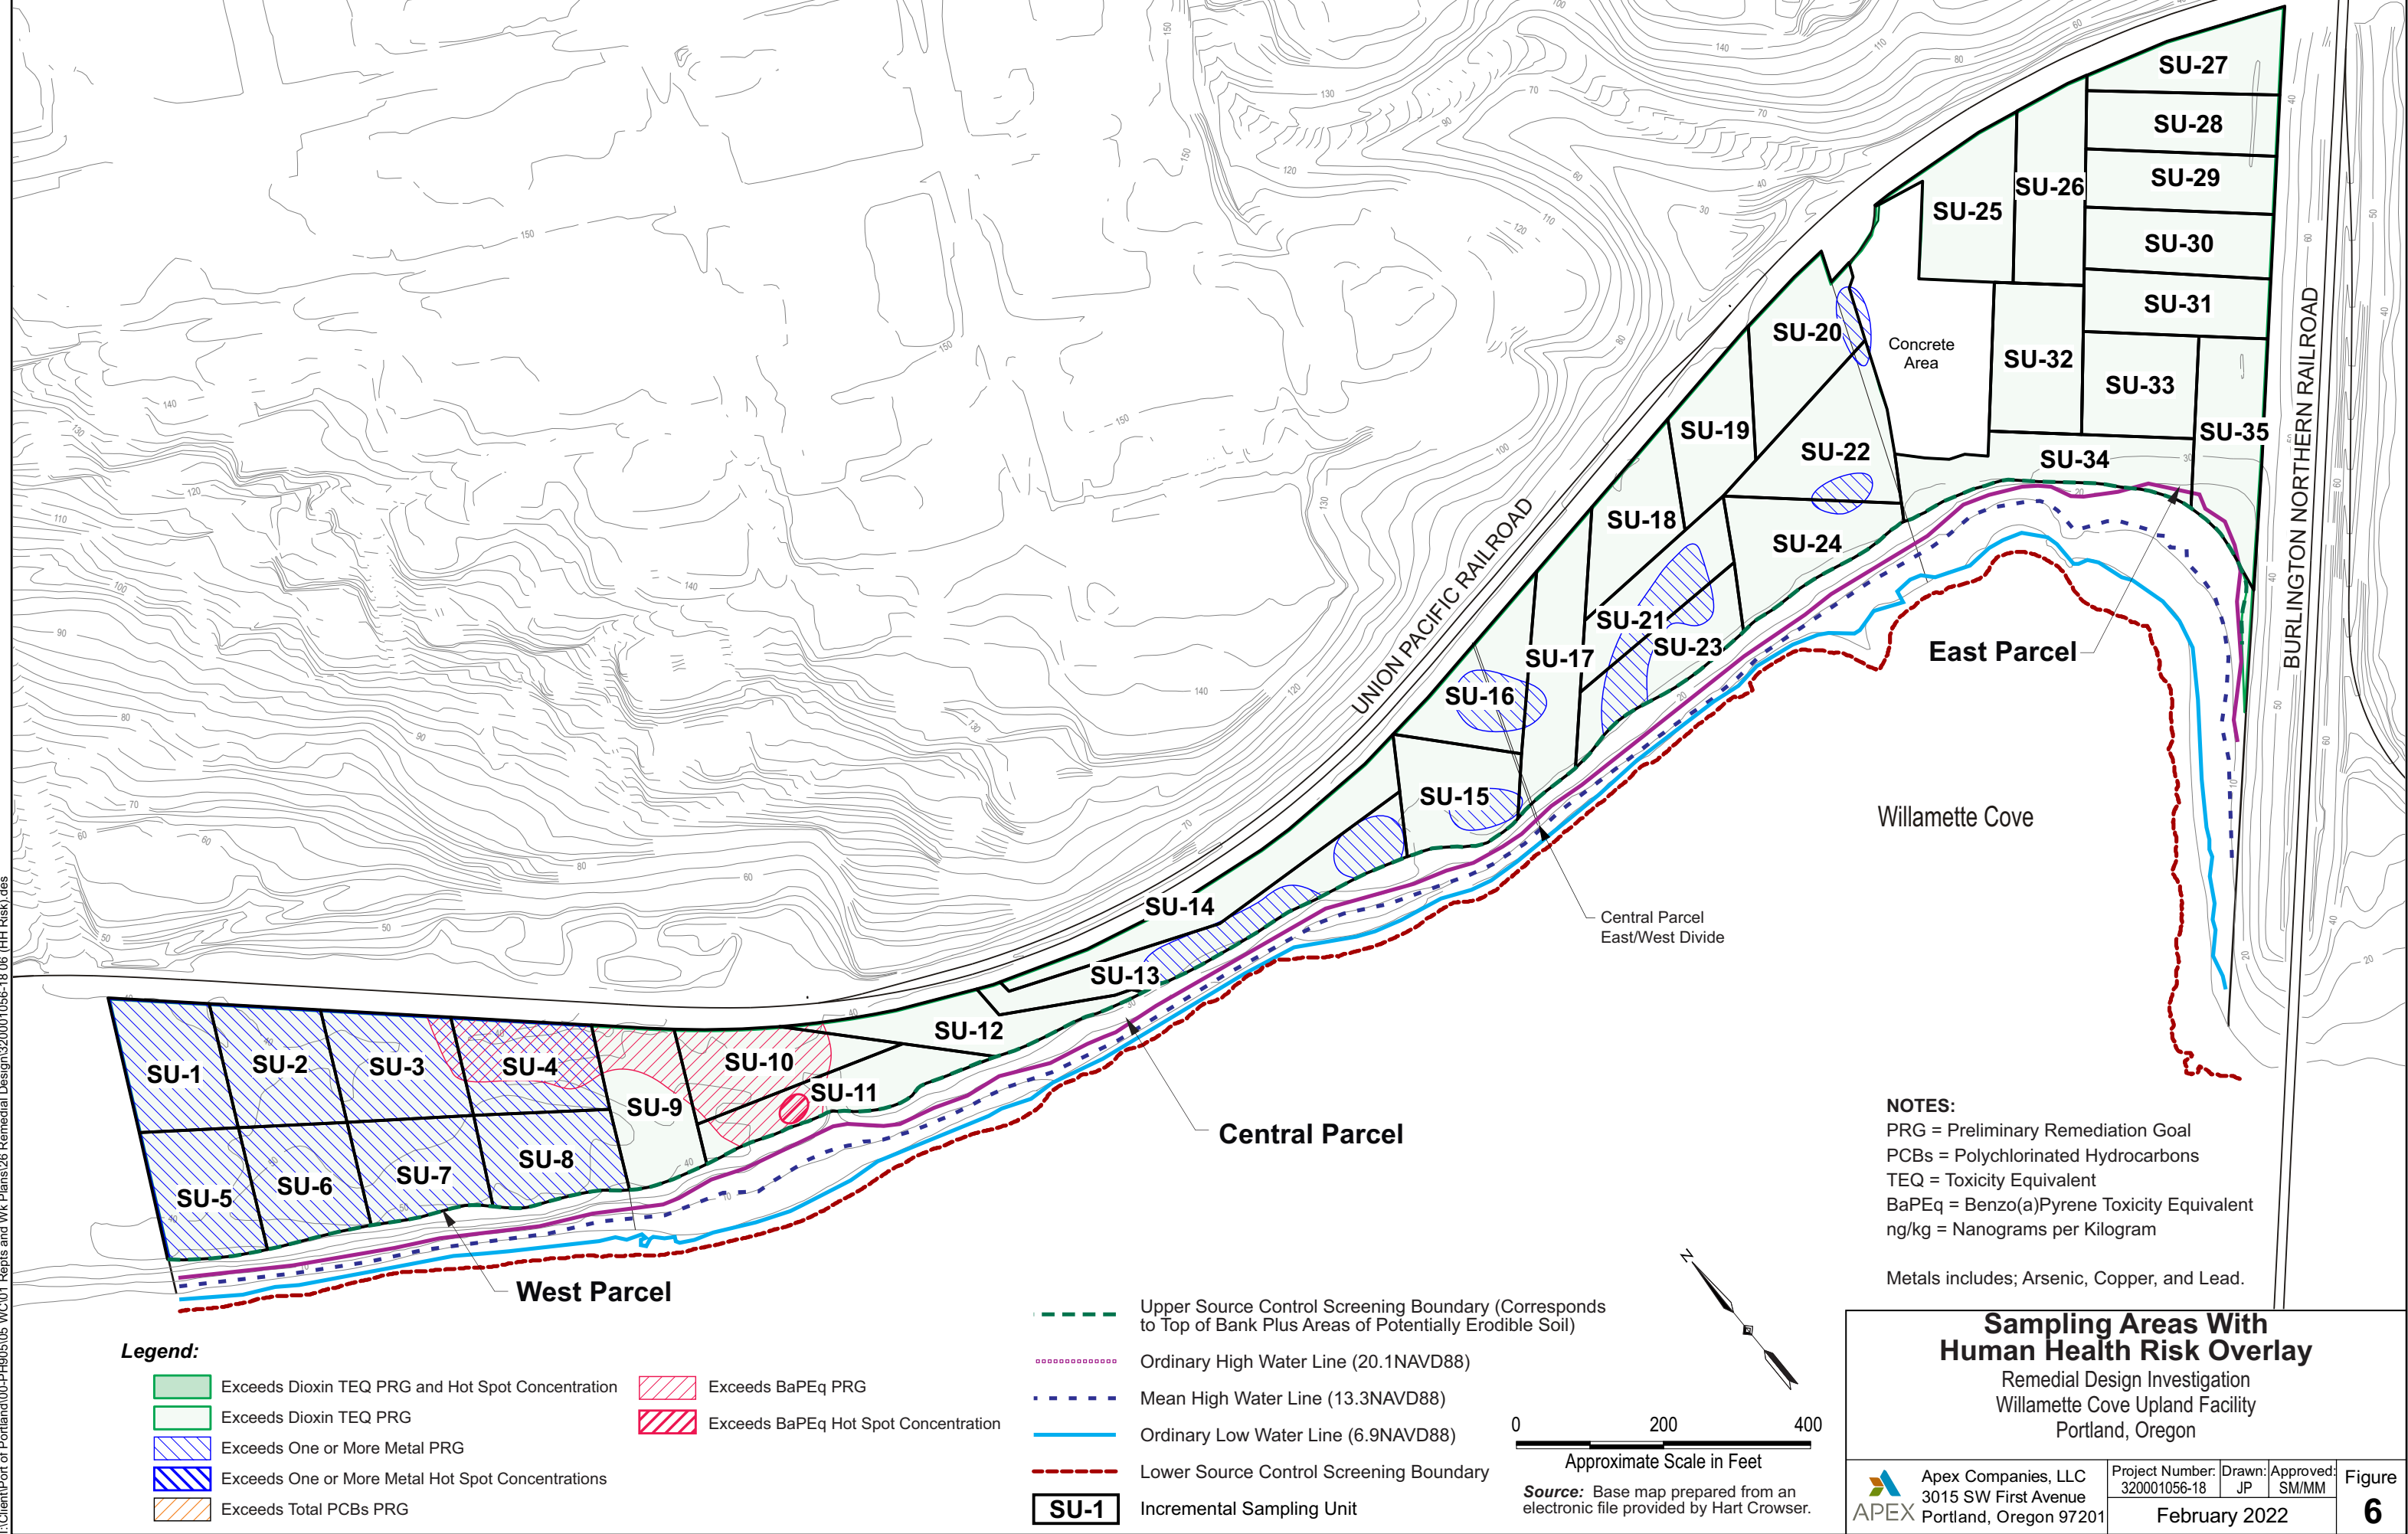 SU-27
SU-28
SU-29
SU-30
SU-31
SU-26
SU-25
SU-32
SU-33
SU-35
SU-34
Concrete
Area
SU-20
SU-19
SU-22
SU-18
SU-24
SU-21
SU-23
SU-17
SU-16
SU-15
SU-14
SU-13
SU-12
SU-10
SU-11
SU-9
SU-4
SU-3
SU-2
SU-1
SU-8
SU-7
SU-6
SU-5
UNION PACIFIC RAILROAD
BURLINGTON NORTHERN RAILROAD
East Parcel
Willamette Cove
Central Parcel
East/West Divide
Central Parcel
West Parcel
NOTES:
PRG = Preliminary Remediation Goal
PCBs = Polychlorinated Hydrocarbons
TEQ = Toxicity Equivalent
BaPEq = Benzo(a)Pyrene Toxicity Equivalent
ng/kg = Nanograms per Kilogram
Metals includes; Arsenic, Copper, and Lead.
Legend:
Exceeds Dioxin TEQ PRG and Hot Spot Concentration
Exceeds Dioxin TEQ PRG
Exceeds One or More Metal PRG
Exceeds One or More Metal Hot Spot Concentrations
Exceeds Total PCBs PRG
Exceeds BaPEq PRG
Exceeds BaPEq Hot Spot Concentration
Upper Source Control Screening Boundary (Corresponds
to Top of Bank Plus Areas of Potentially Erodible Soil)
Ordinary High Water Line (20.1NAVD88)
Mean High Water Line (13.3NAVD88)
Ordinary Low Water Line (6.9NAVD88)
Lower Source Control Screening Boundary
SU-1 Incremental Sampling Unit
N
0 200 400
Approximate Scale in Feet
Source: Base map prepared from an
electronic file provided by Hart Crowser.
Sampling Areas With
Human Health Risk Overlay
Remedial Design Investigation
Willamette Cove Upland Facility
Portland, Oregon
APEX
Apex Companies, LLC
3015 SW First Avenue
Portland, Oregon 97201
Project Number:
320001056-18
Drawn:
JP
Approved:
SM/MM
February 2022
Figure
6